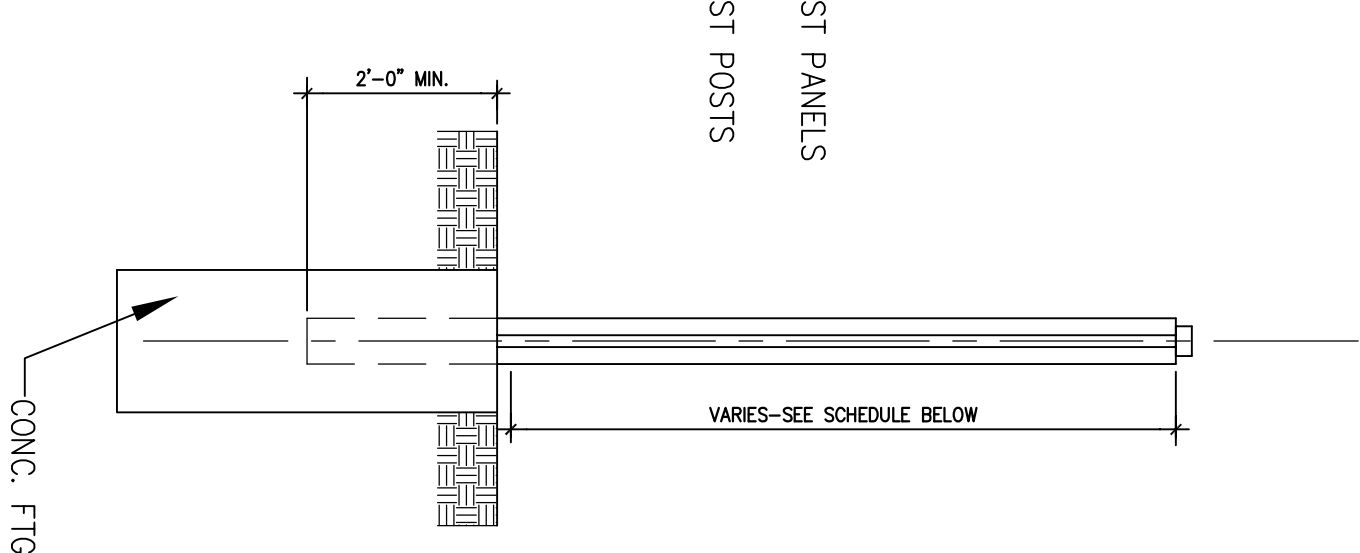 ST PANELS
ST POSTS
2'-0" MIN.
VARIES-SEE SCHEDULE BELOW
CONC. FTG